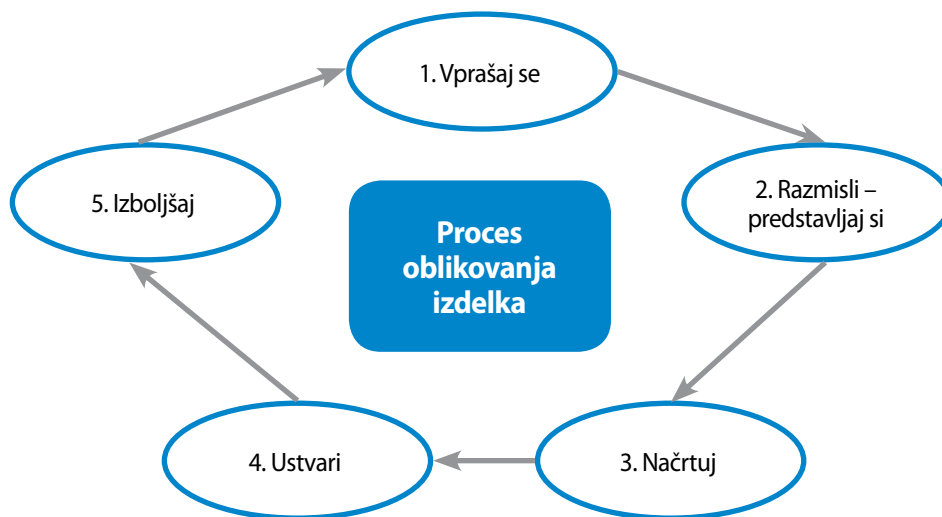 1. Vprašaj se
2. Razmisli –
predstavljaj si
3. Načrtuj
4. Ustvari
5. Izboljšaj
Proces
oblikovanja
izdelka